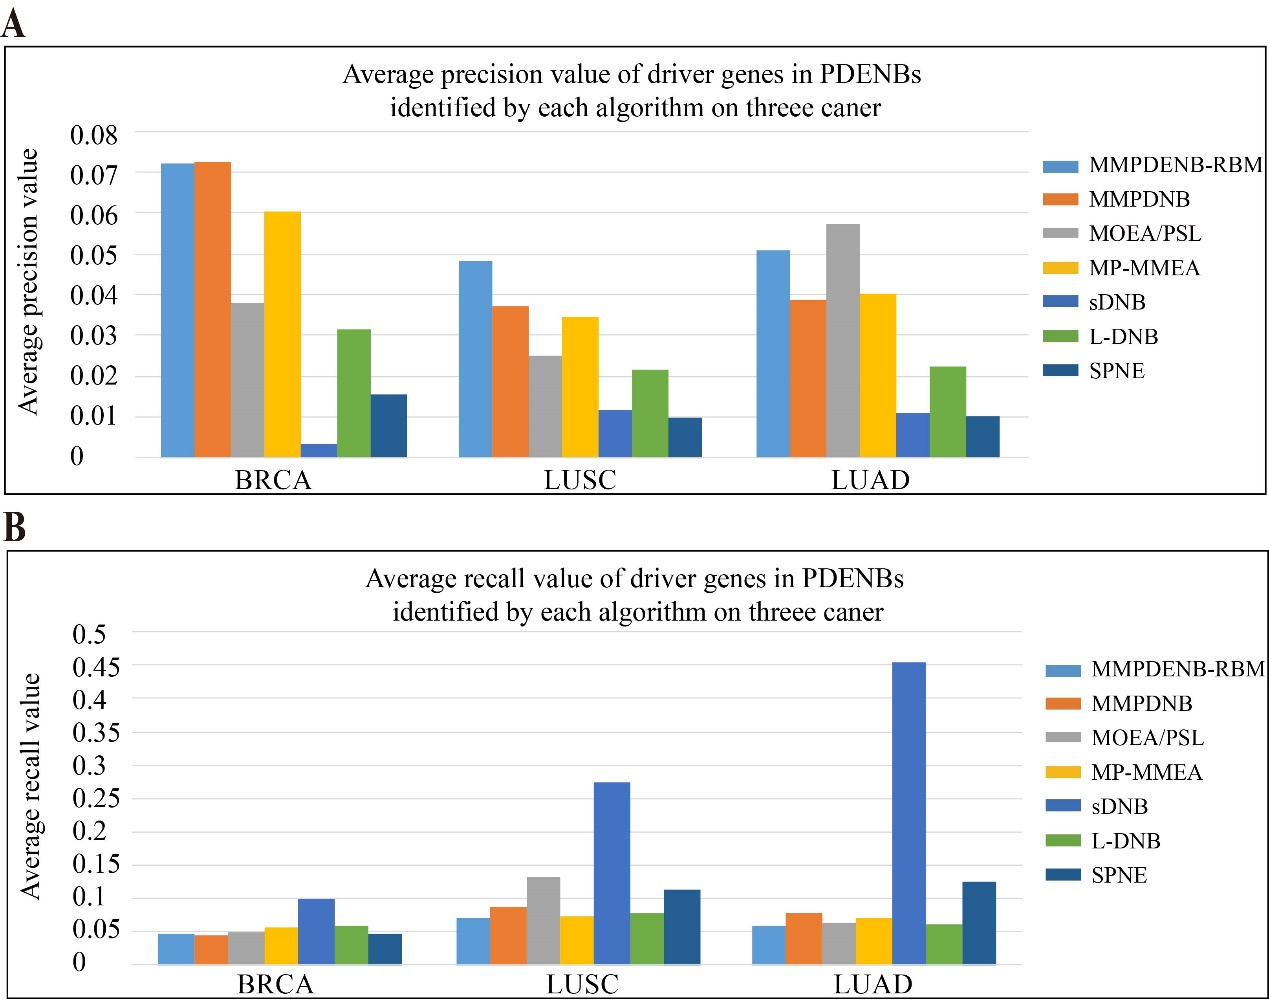 A
Average precision value of driver genes in PDENBs
identified by each algorithm on threee caner
Average precision value
0.08
0.07
0.06
0.05
0.04
0.03
0.02
0.01
0
BRCA
LUSC
LUAD
MMPDENB-RBM
MMPDNB
MOEA/PSL
MP-MMEA
sDNB
L-DNB
SPNE
B
Average recall value of driver genes in PDENBs
identified by each algorithm on threee caner
Average recall value
0.5
0.45
0.4
0.35
0.3
0.25
0.2
0.15
0.1
0.05
0
BRCA
LUSC
LUAD
MMPDENB-RBM
MMPDNB
MOEA/PSL
MP-MMEA
sDNB
L-DNB
SPNE